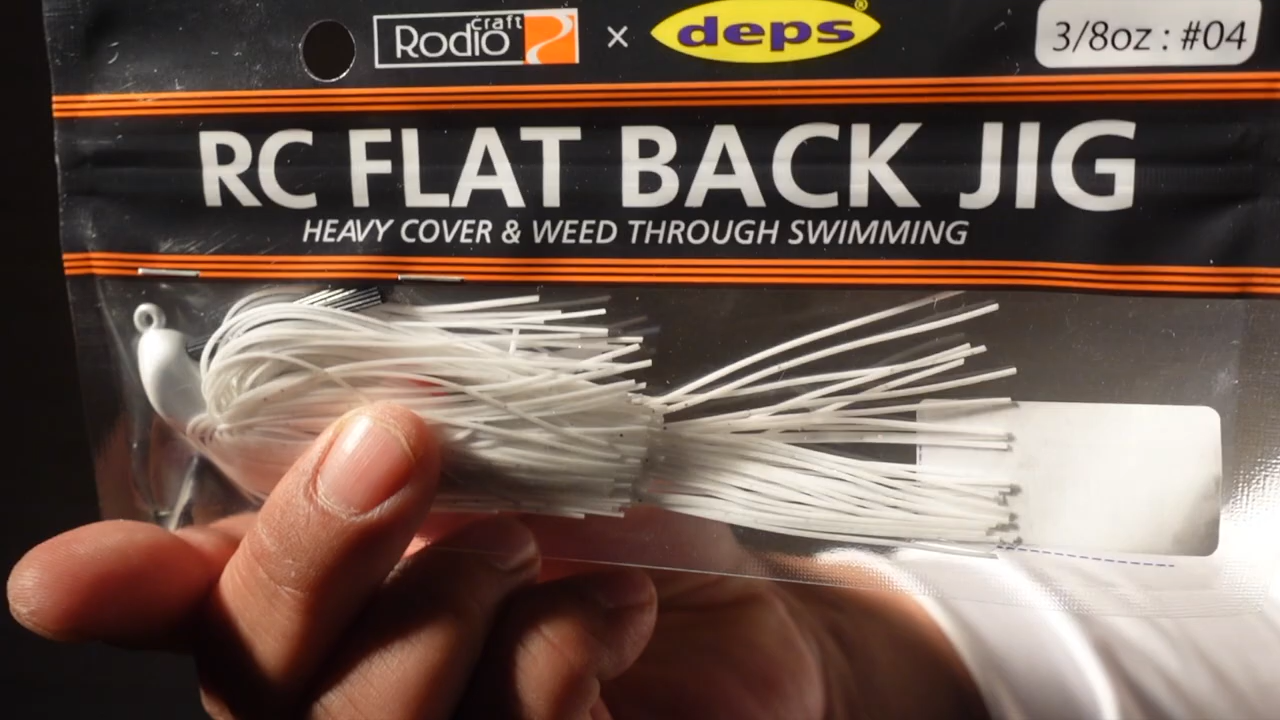 Rodio craft × deps® 3/8oz : #04
RC FLAT BACK JIG
HEAVY COVER & WEED THROUGH SWIMMING